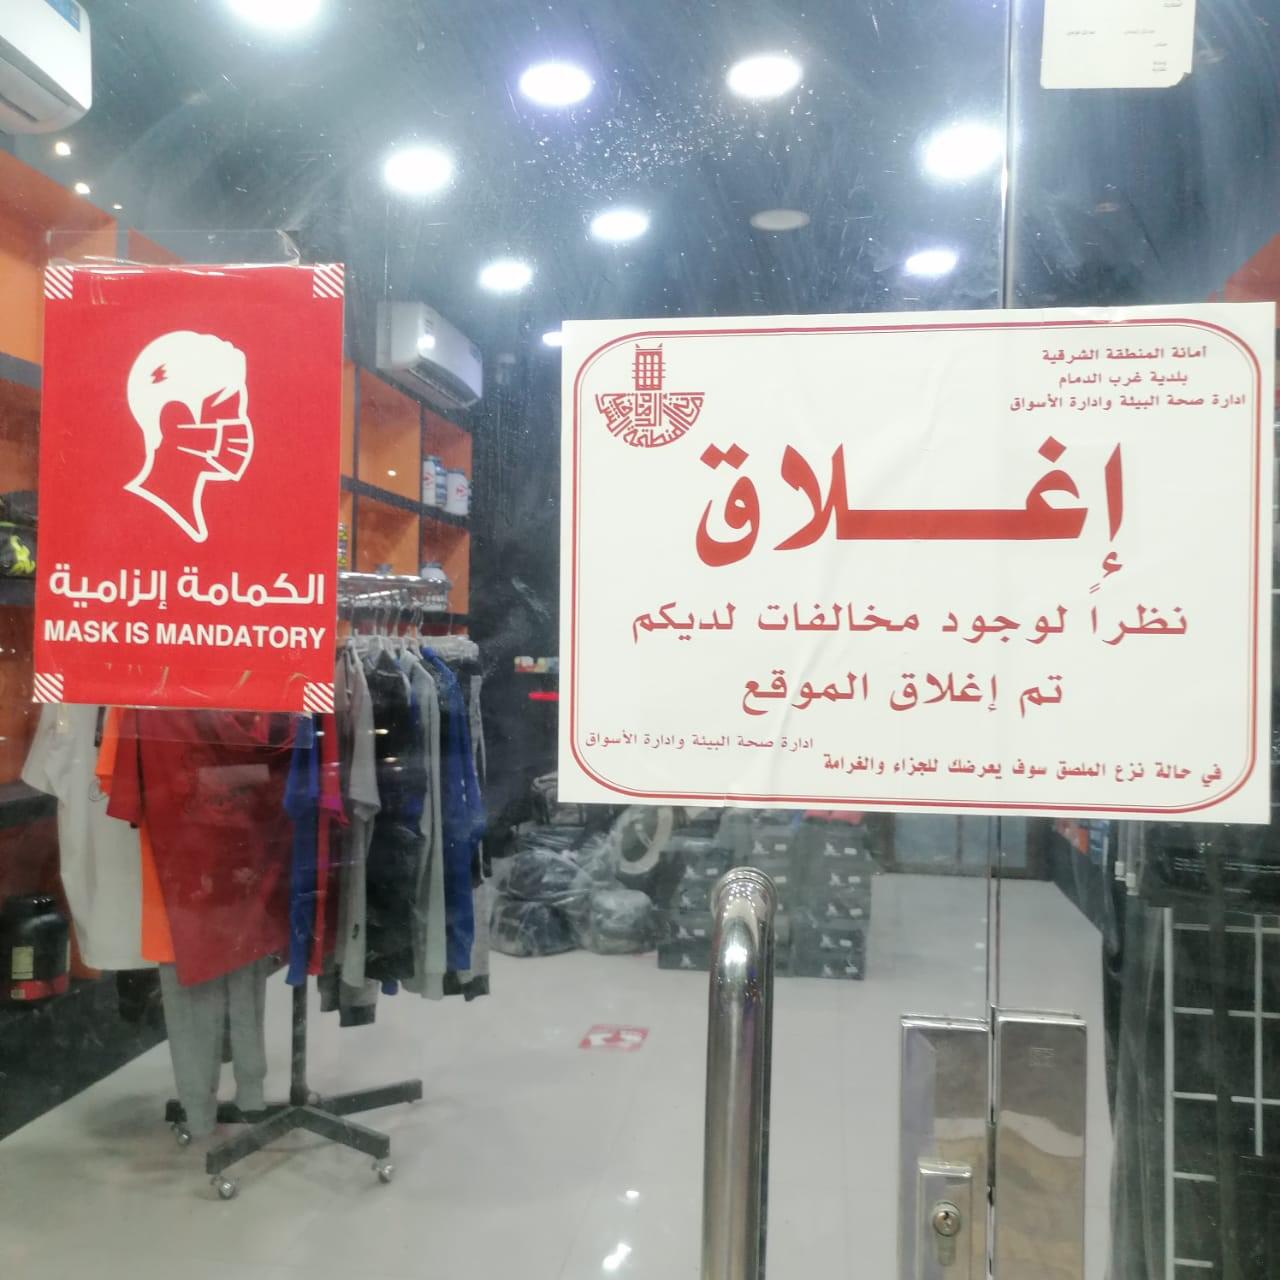 الكمامة إلزامية
MASK IS MANDATORY
أمانة المنطقة الشرقية
بلدية غرب الدمام
ادارة صحة البيئة وادارة الأسواق
إغلاق
نظراً لوجود مخالفات لديكم
تم إغلاق الموقع
ادارة صحة البيئة وادارة الأسواق
في حالة نزع الملصق سوف يعرضك للجزاء والغرامة